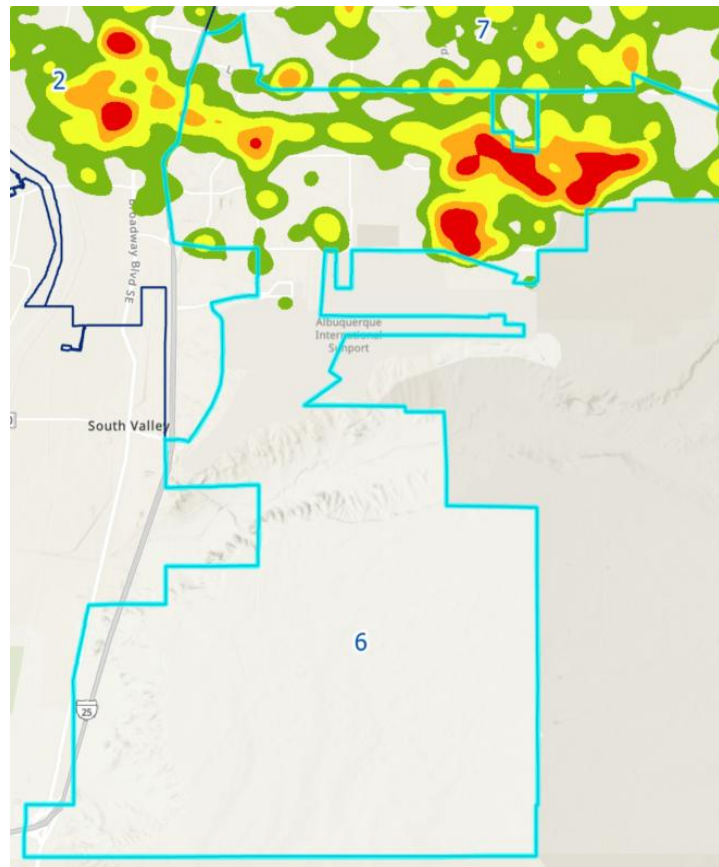 7
2
Broadway Blvd SE
Albuquerque
International
Sunport
South Valley
6
25